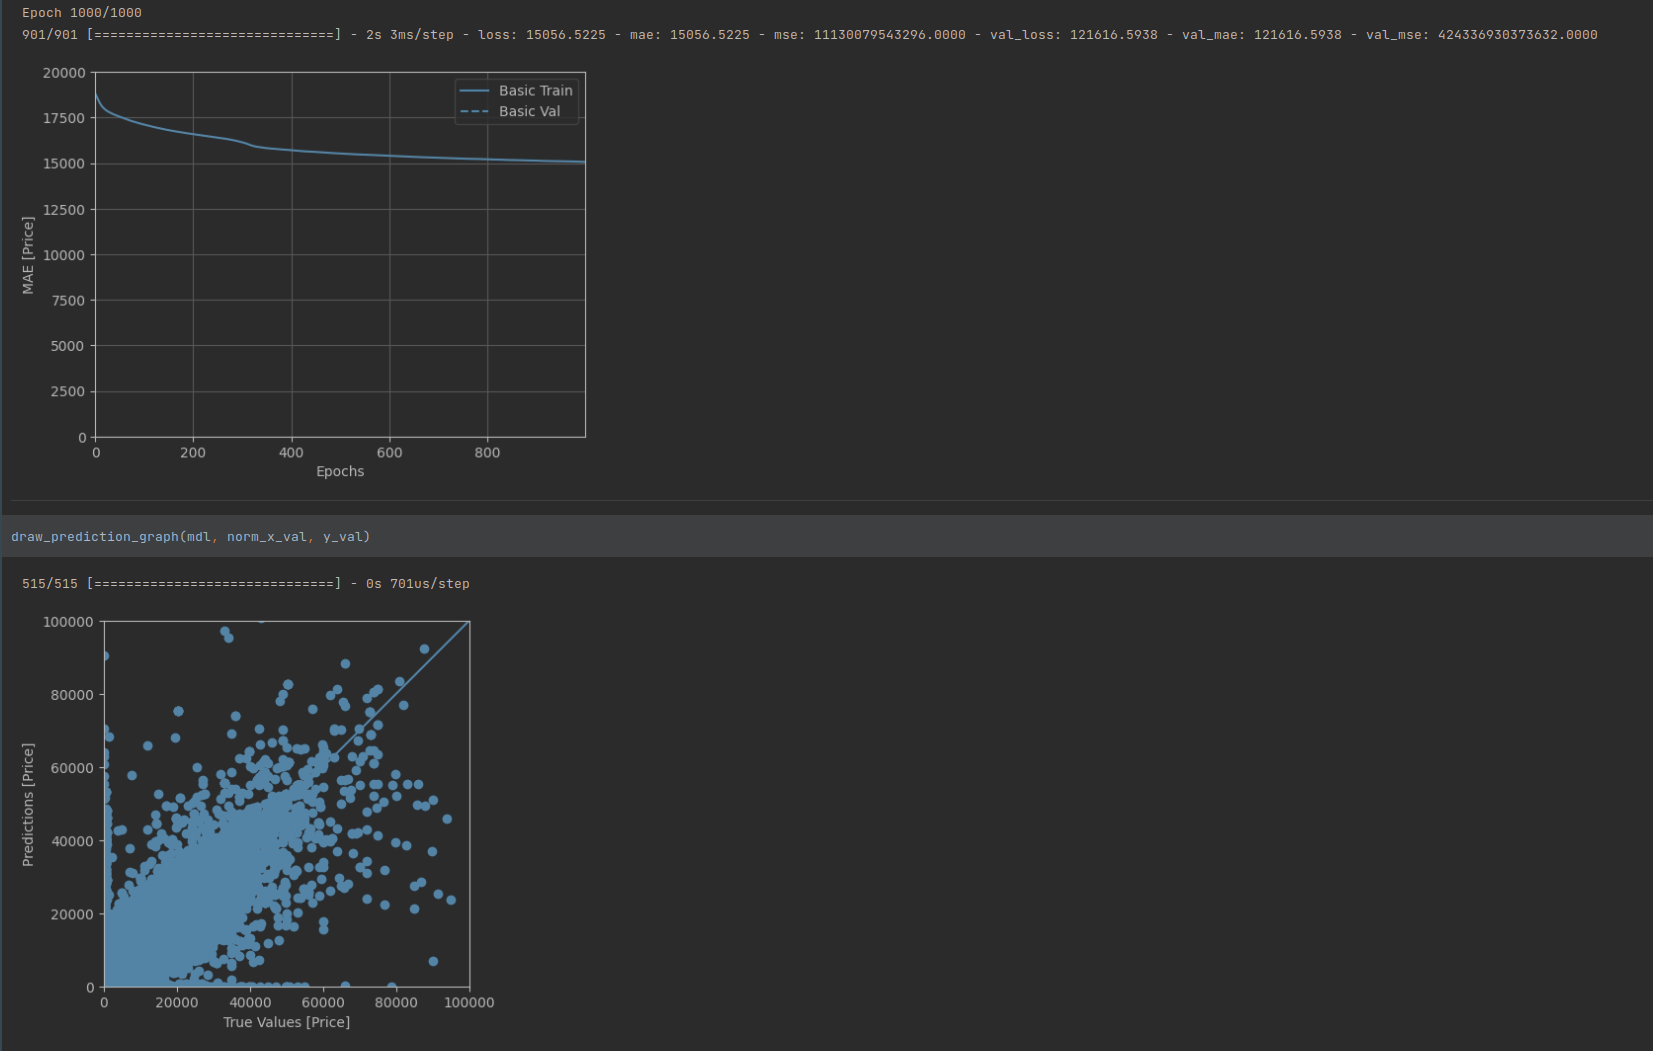 Epoch 1000/1000
901/901 [==============================] - 2s 3ms/step - loss: 15056.5225 - mae: 15056.5225 - mse: 11130079543296.0000 - val_loss: 121616.5938 - val_mae: 121616.5938 - val_mse: 424336930373632.0000
20000
17500
15000
12500
10000
7500
5000
2500
0
MAE [Price]
Basic Train
Basic Val
0 200 400 600 800
Epochs
draw_prediction_graph(mdl, norm_x_val, y_val)
515/515 [==============================] - 0s 701us/step
100000
80000
60000
40000
20000
0
Predictions [Price]
0 20000 40000 60000 80000 100000
True Values [Price]